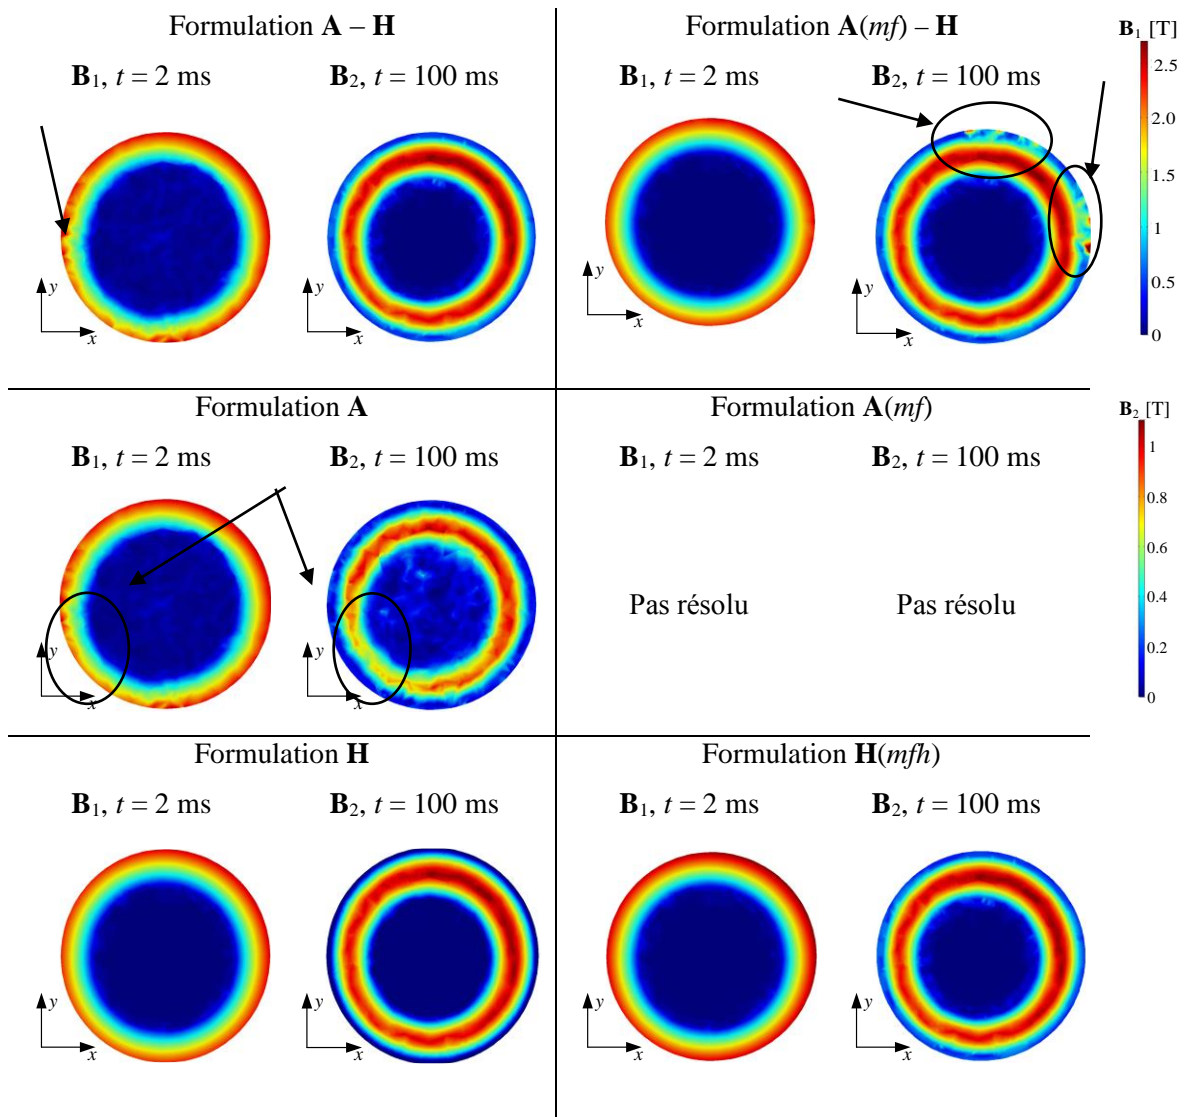 Formulation A – H
Formulation A(mf) – H
B1 [T]
B1, t = 2 ms
B2, t = 100 ms
B1, t = 2 ms
B2, t = 100 ms
2.5
2.0
1.5
1
0.5
0
y
x
y
x
y
x
y
x
Formulation A
Formulation A(mf)
B2 [T]
B1, t = 2 ms
B2, t = 100 ms
B1, t = 2 ms
B2, t = 100 ms
1
0.8
0.6
0.4
0.2
0
Pas résolu
Pas résolu
y
x
y
x
Formulation H
Formulation H(mfh)
B1, t = 2 ms
B2, t = 100 ms
B1, t = 2 ms
B2, t = 100 ms
y
x
y
x
y
x
y
x